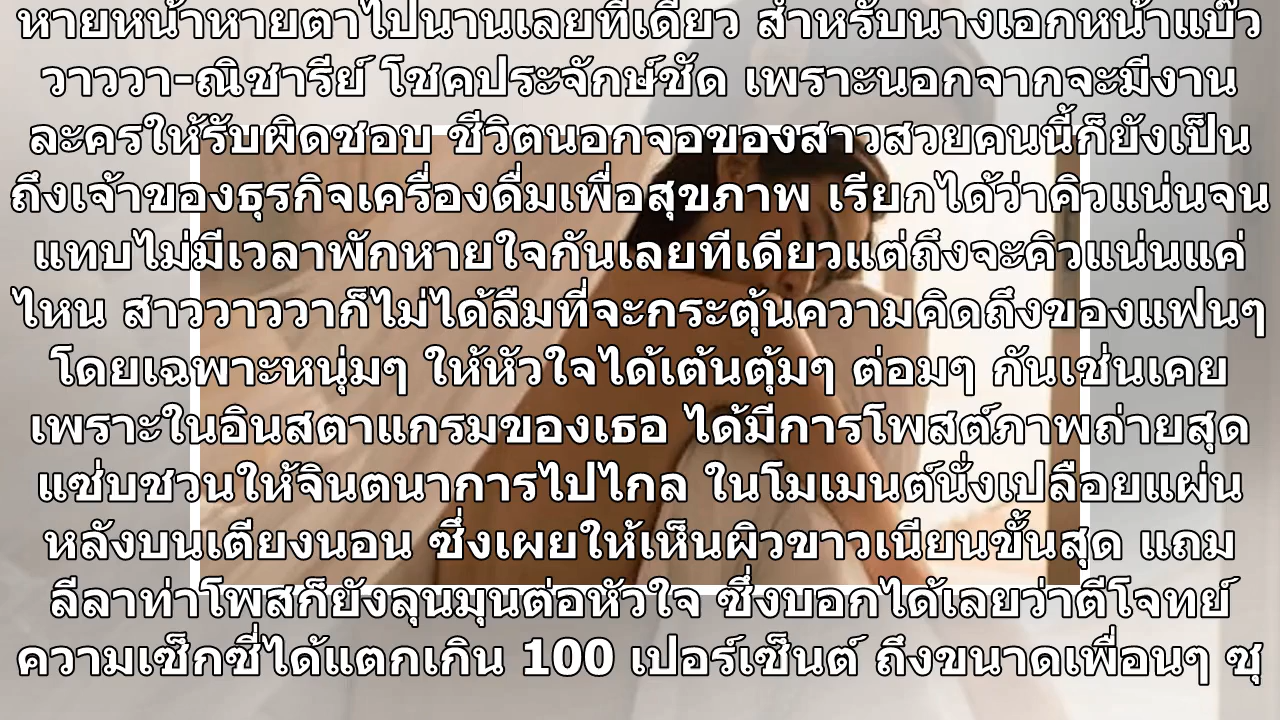 หายหน้าหายตาไปนานเลยทีเดียว สำหรับนางเอกหน้าแบ๊ว
วาววา-ณิชารีย์ โชคประจักษ์ชัด เพราะนอกจากจะมีงาน
ละครให้รับผิดชอบ ชีวิตนอกจอของสาวสวยคนนี้ก็ยังเป็น
ถึงเจ้าของธุรกิจเครื่องดื่มเพื่อสุขภาพ เรียกได้ว่าคิวแน่นจน
แทบไม่มีเวลาพักหายใจกันเลยทีเดียวแต่ถึงจะคิวแน่นแค่
ไหน สาววาววาก็ไม่ได้ลืมที่จะกระตุ้นความคิดถึงของแฟนๆ
โดยเฉพาะหนุ่มๆ ให้หัวใจได้เต้นตุ้มๆ ต่อมๆ กันเช่นเคย
เพราะในอินสตาแกรมของเธอ ได้มีการโพสต์ภาพถ่ายสุด
แซ่บชวนให้จินตนาการไปไกล ในโมเมนต์นั่งเปลือยแผ่น
หลังบนเตียงนอน ซึ่งเผยให้เห็นผิวขาวเนียนขั้นสุด แถม
ลีลาท่าโพสก็ยังลุนมุนต่อหัวใจ ซึ่งบอกได้เลยว่าตีโจทย์
ความเซ็กซี่ได้แตกเกิน 100 เปอร์เซ็นต์ ถึงขนาดเพื่อนๆ ซุ